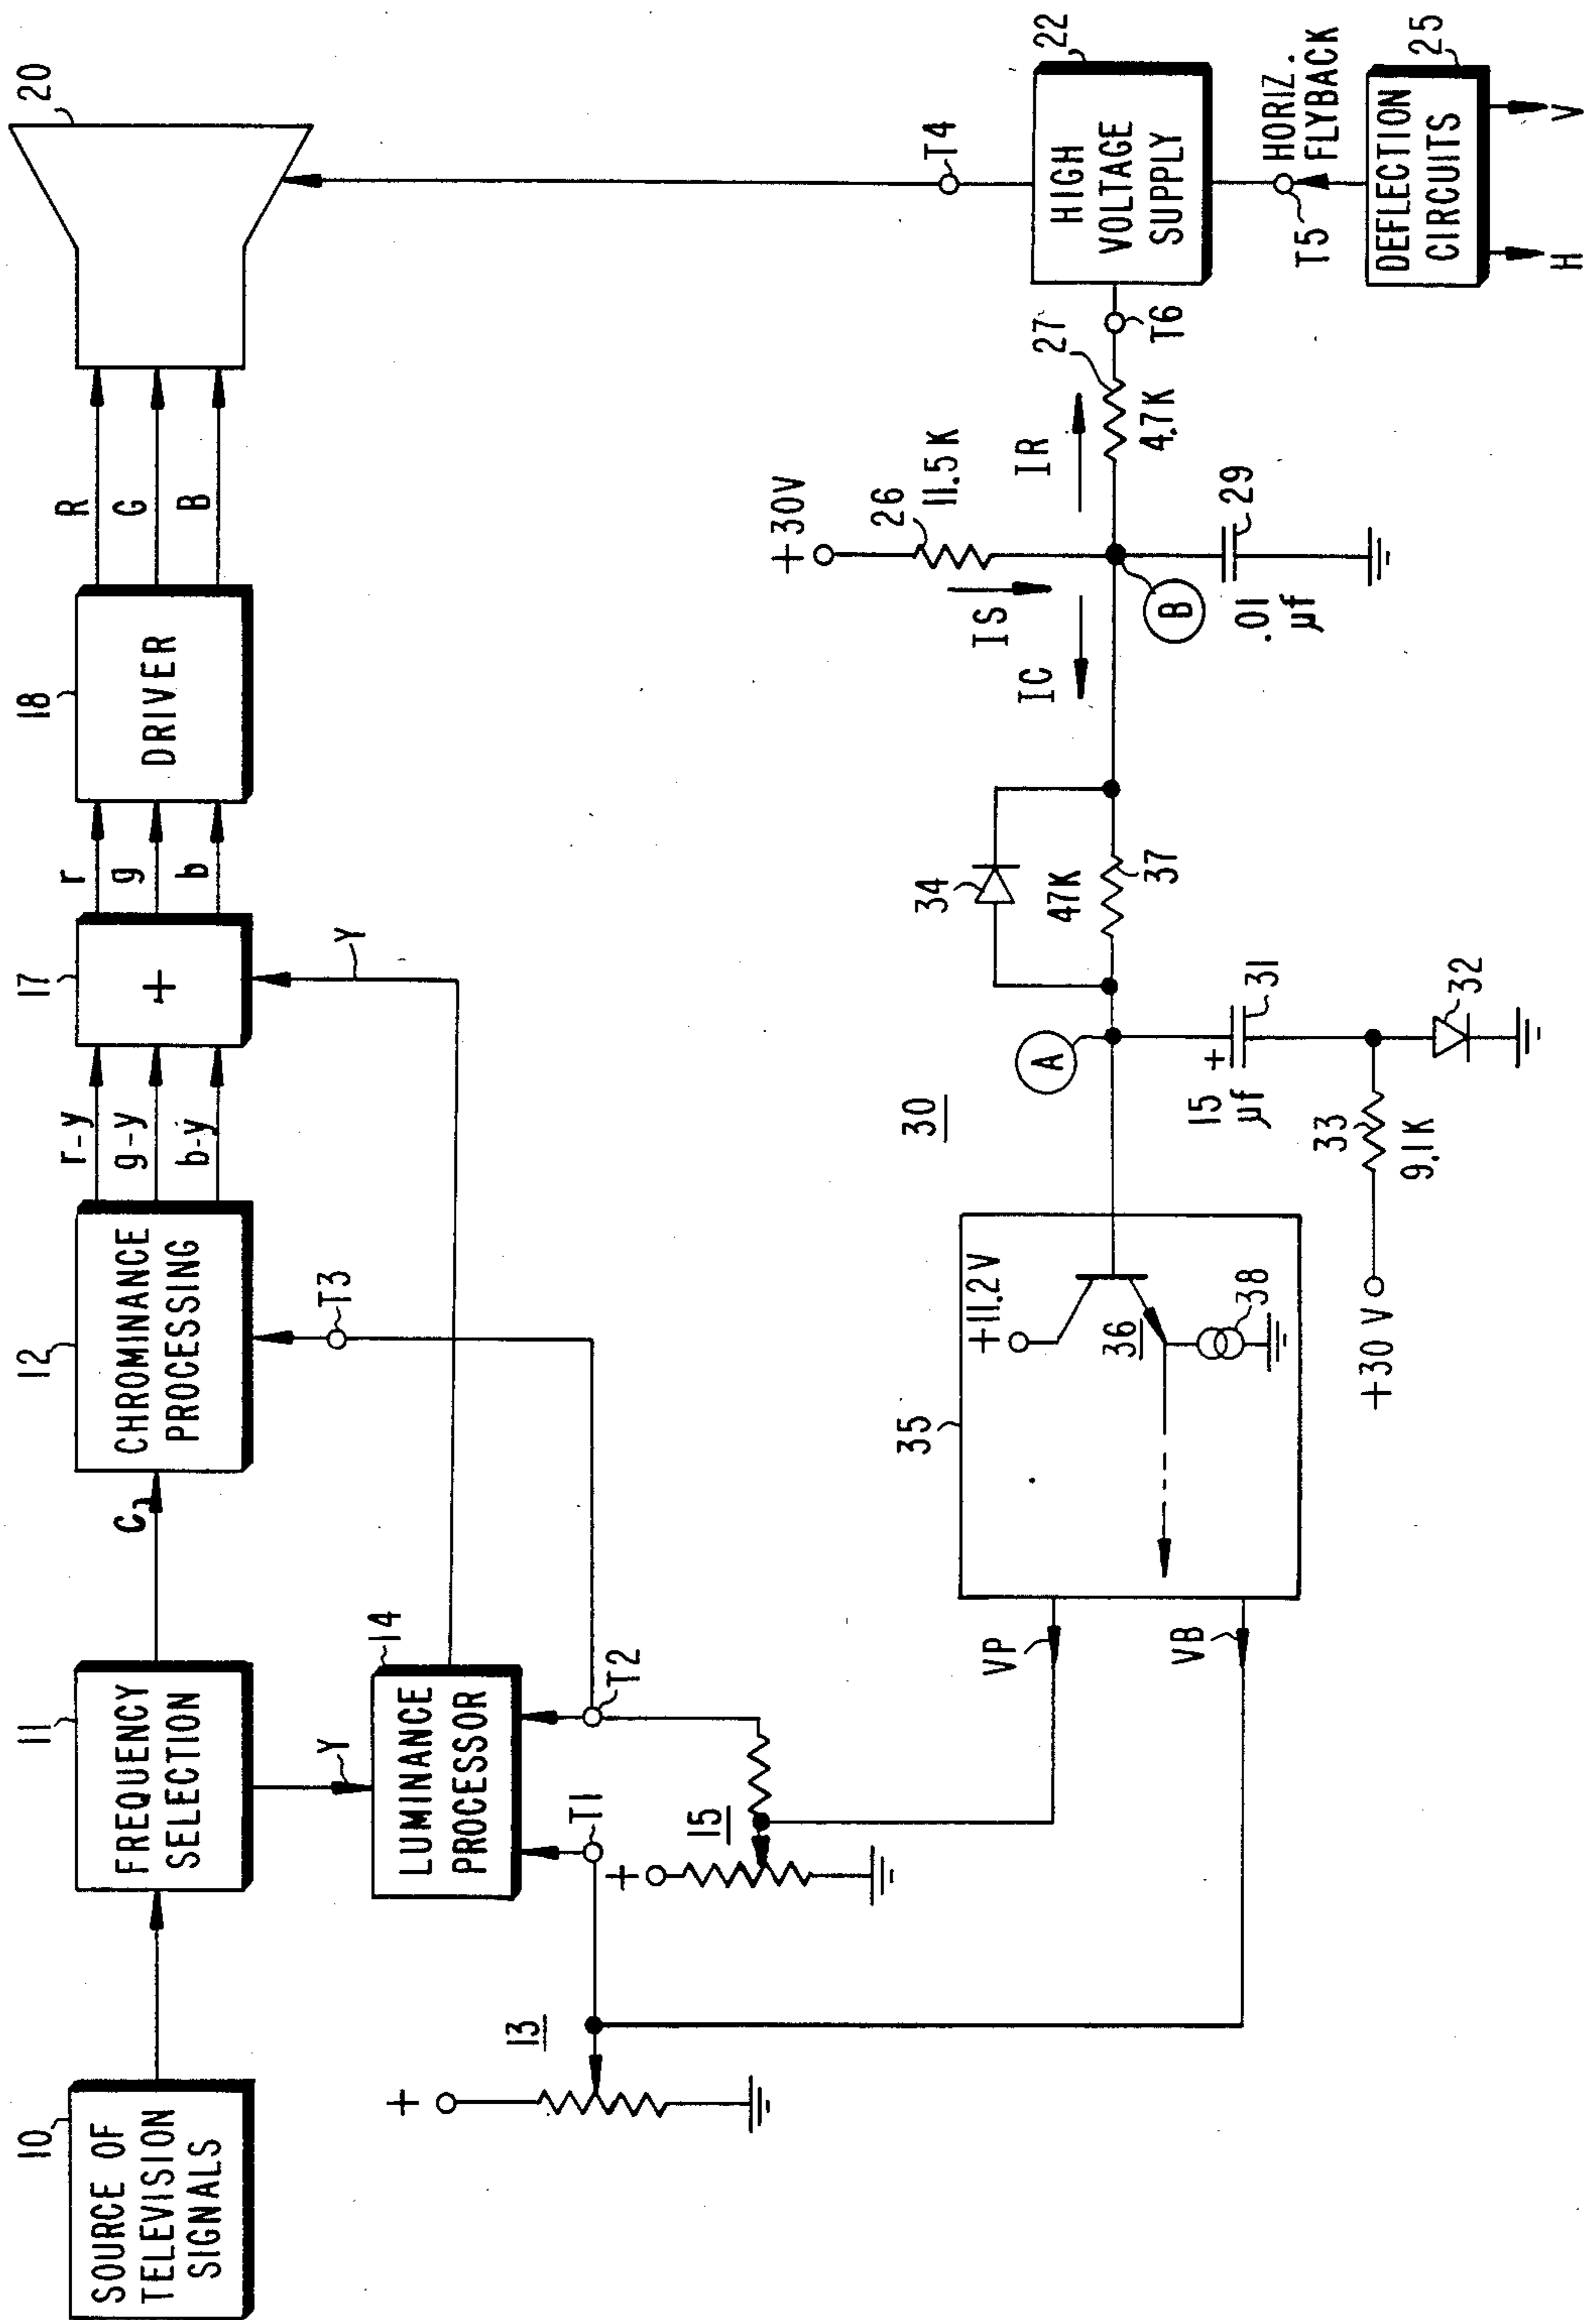 10
SOURCE OF
TELEVISION
SIGNALS
11
FREQUENCY
SELECTION
C
12
CHROMINANCE
PROCESSING
r-y
g-y
b-y
17
+
r
g
b
18
DRIVER
R
G
B
20
Y
14
LUMINANCE
PROCESSOR
Y
T3
T1
T2
13
+
15
+
VP
VB
35
+11.2V
36
38
30
A
+
15
µf
31
32
33
9.1K
+30V
34
47K
37
IC
IS
+30V
26
11.5K
IR
B
.01
µf
29
27
4.7K
T6
T4
22
HIGH
VOLTAGE
SUPPLY
T5
HORIZ.
FLYBACK
25
DEFLECTION
CIRCUITS
H
V